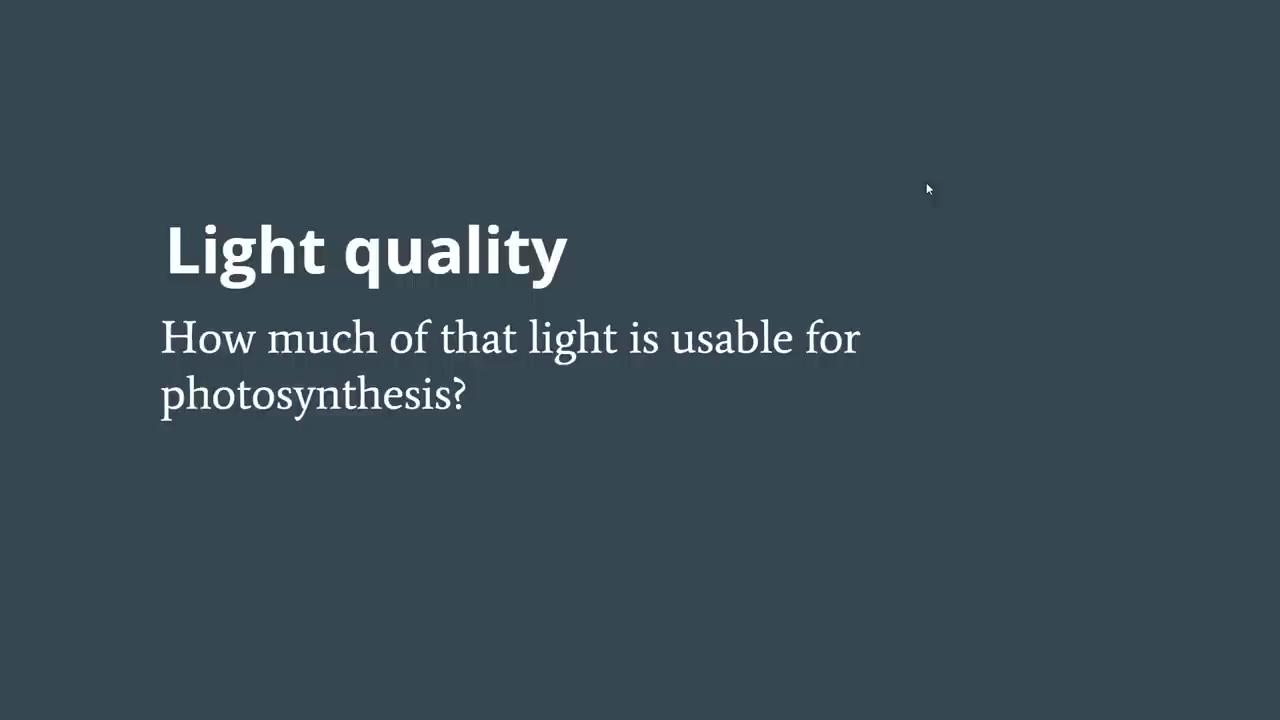 Light quality
How much of that light is usable for
photosynthesis?